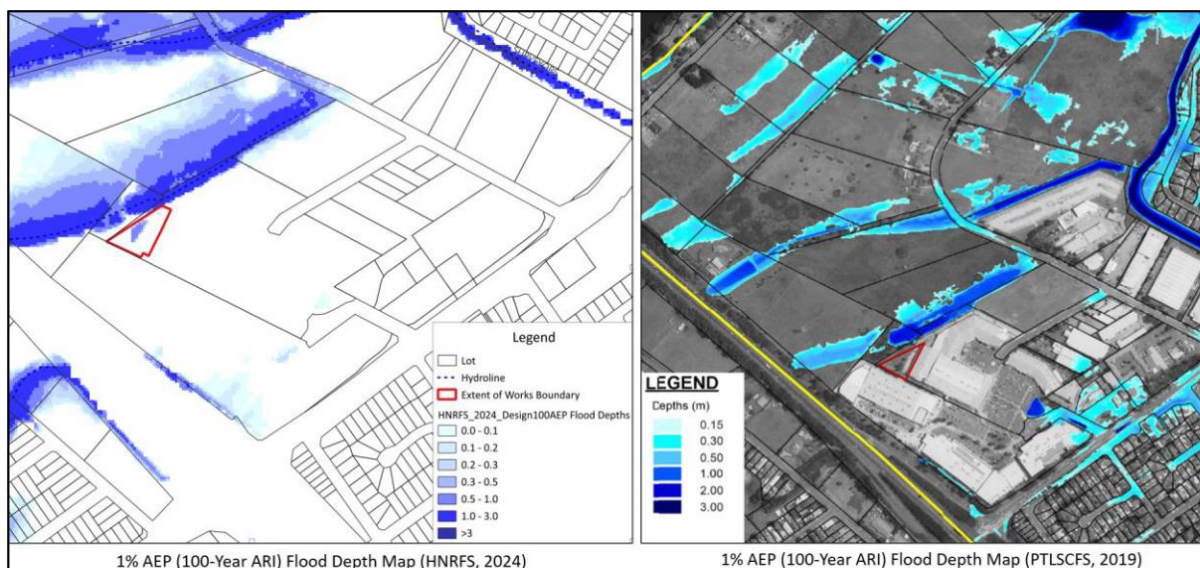 Legend
Lot
Hydroline
Extent of Works Boundary
HNRFS_2024_Design100AEP Flood Depths
0.0 - 0.1
0.1 - 0.2
0.2 - 0.3
0.3 - 0.5
0.5 - 1.0
1.0 - 3.0
>3
1% AEP (100-Year ARI) Flood Depth Map (HNRFS, 2024)
LEGEND
Depths (m)
0.15
0.30
0.50
1.00
2.00
3.00
1% AEP (100-Year ARI) Flood Depth Map (PTLSCFS, 2019)